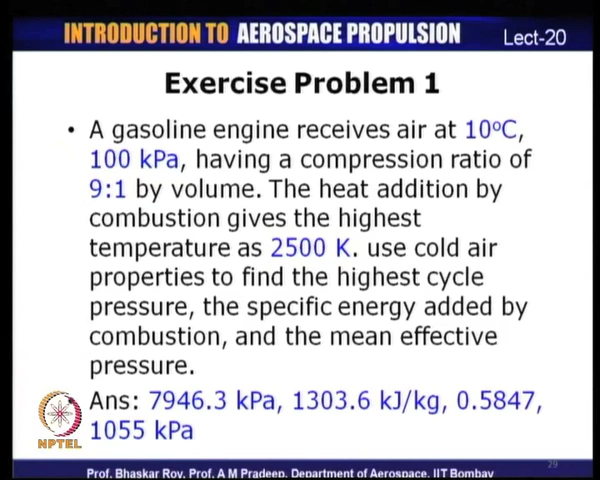 INTRODUCTION TO AEROSPACE PROPULSION
Lect-20
Exercise Problem 1
• A gasoline engine receives air at 10ºC,
100 kPa, having a compression ratio of
9:1 by volume. The heat addition by
combustion gives the highest
temperature as 2500 K. use cold air
properties to find the highest cycle
pressure, the specific energy added by
combustion, and the mean effective
pressure.
Ans: 7946.3 kPa, 1303.6 kJ/kg, 0.5847,
1055 kPa
NPTEL
29
Prof. Bhaskar Roy, Prof. A M Pradeep, Department of Aerospace, IIT Bombay